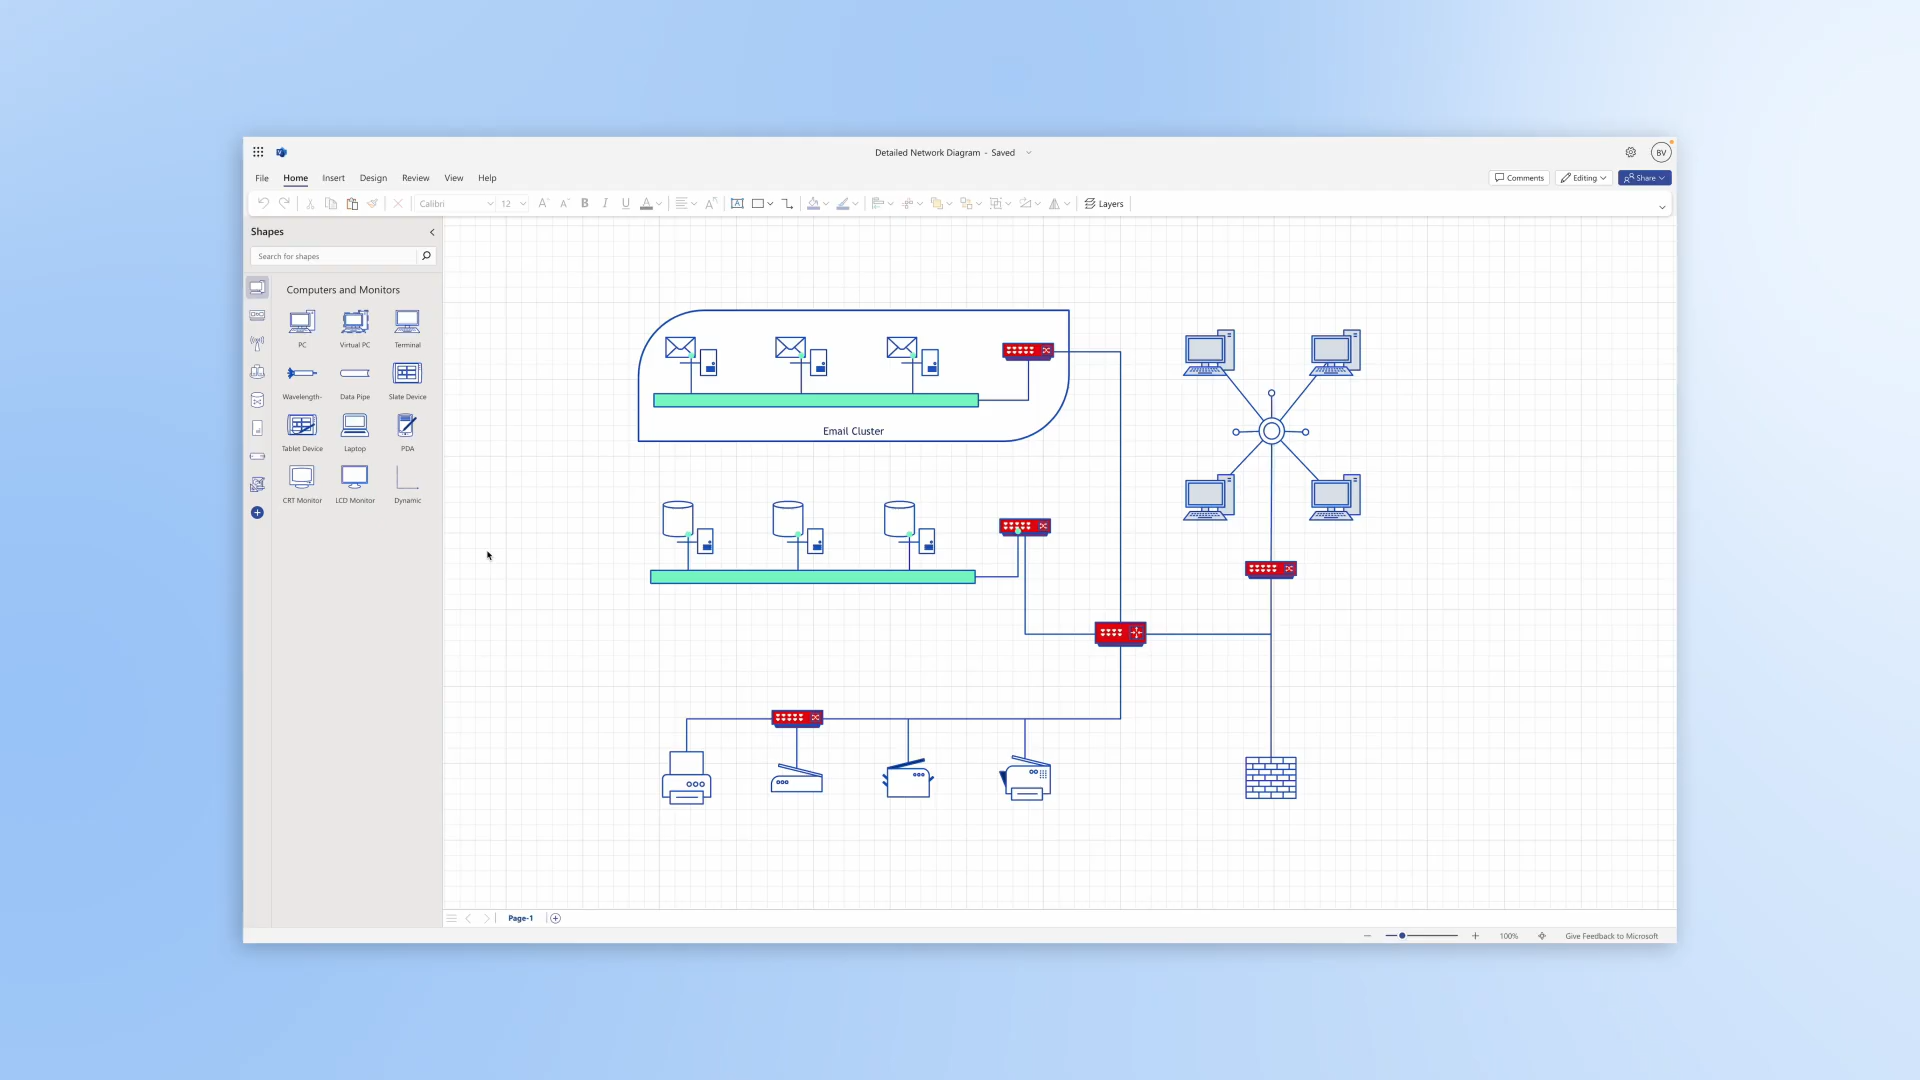 Detailed Network Diagram - Saved
BV
File Home Insert Design Review View Help
Comments Editing Share
Calibri 12 A A B I U A A A Layers
Shapes
Search for shapes
Computers and Monitors
PC Virtual PC Terminal
Wavelength- Data Pipe Slate Device
Tablet Device Laptop PDA
CRT Monitor LCD Monitor Dynamic
Email Cluster
Page-1
100% Give Feedback to Microsoft